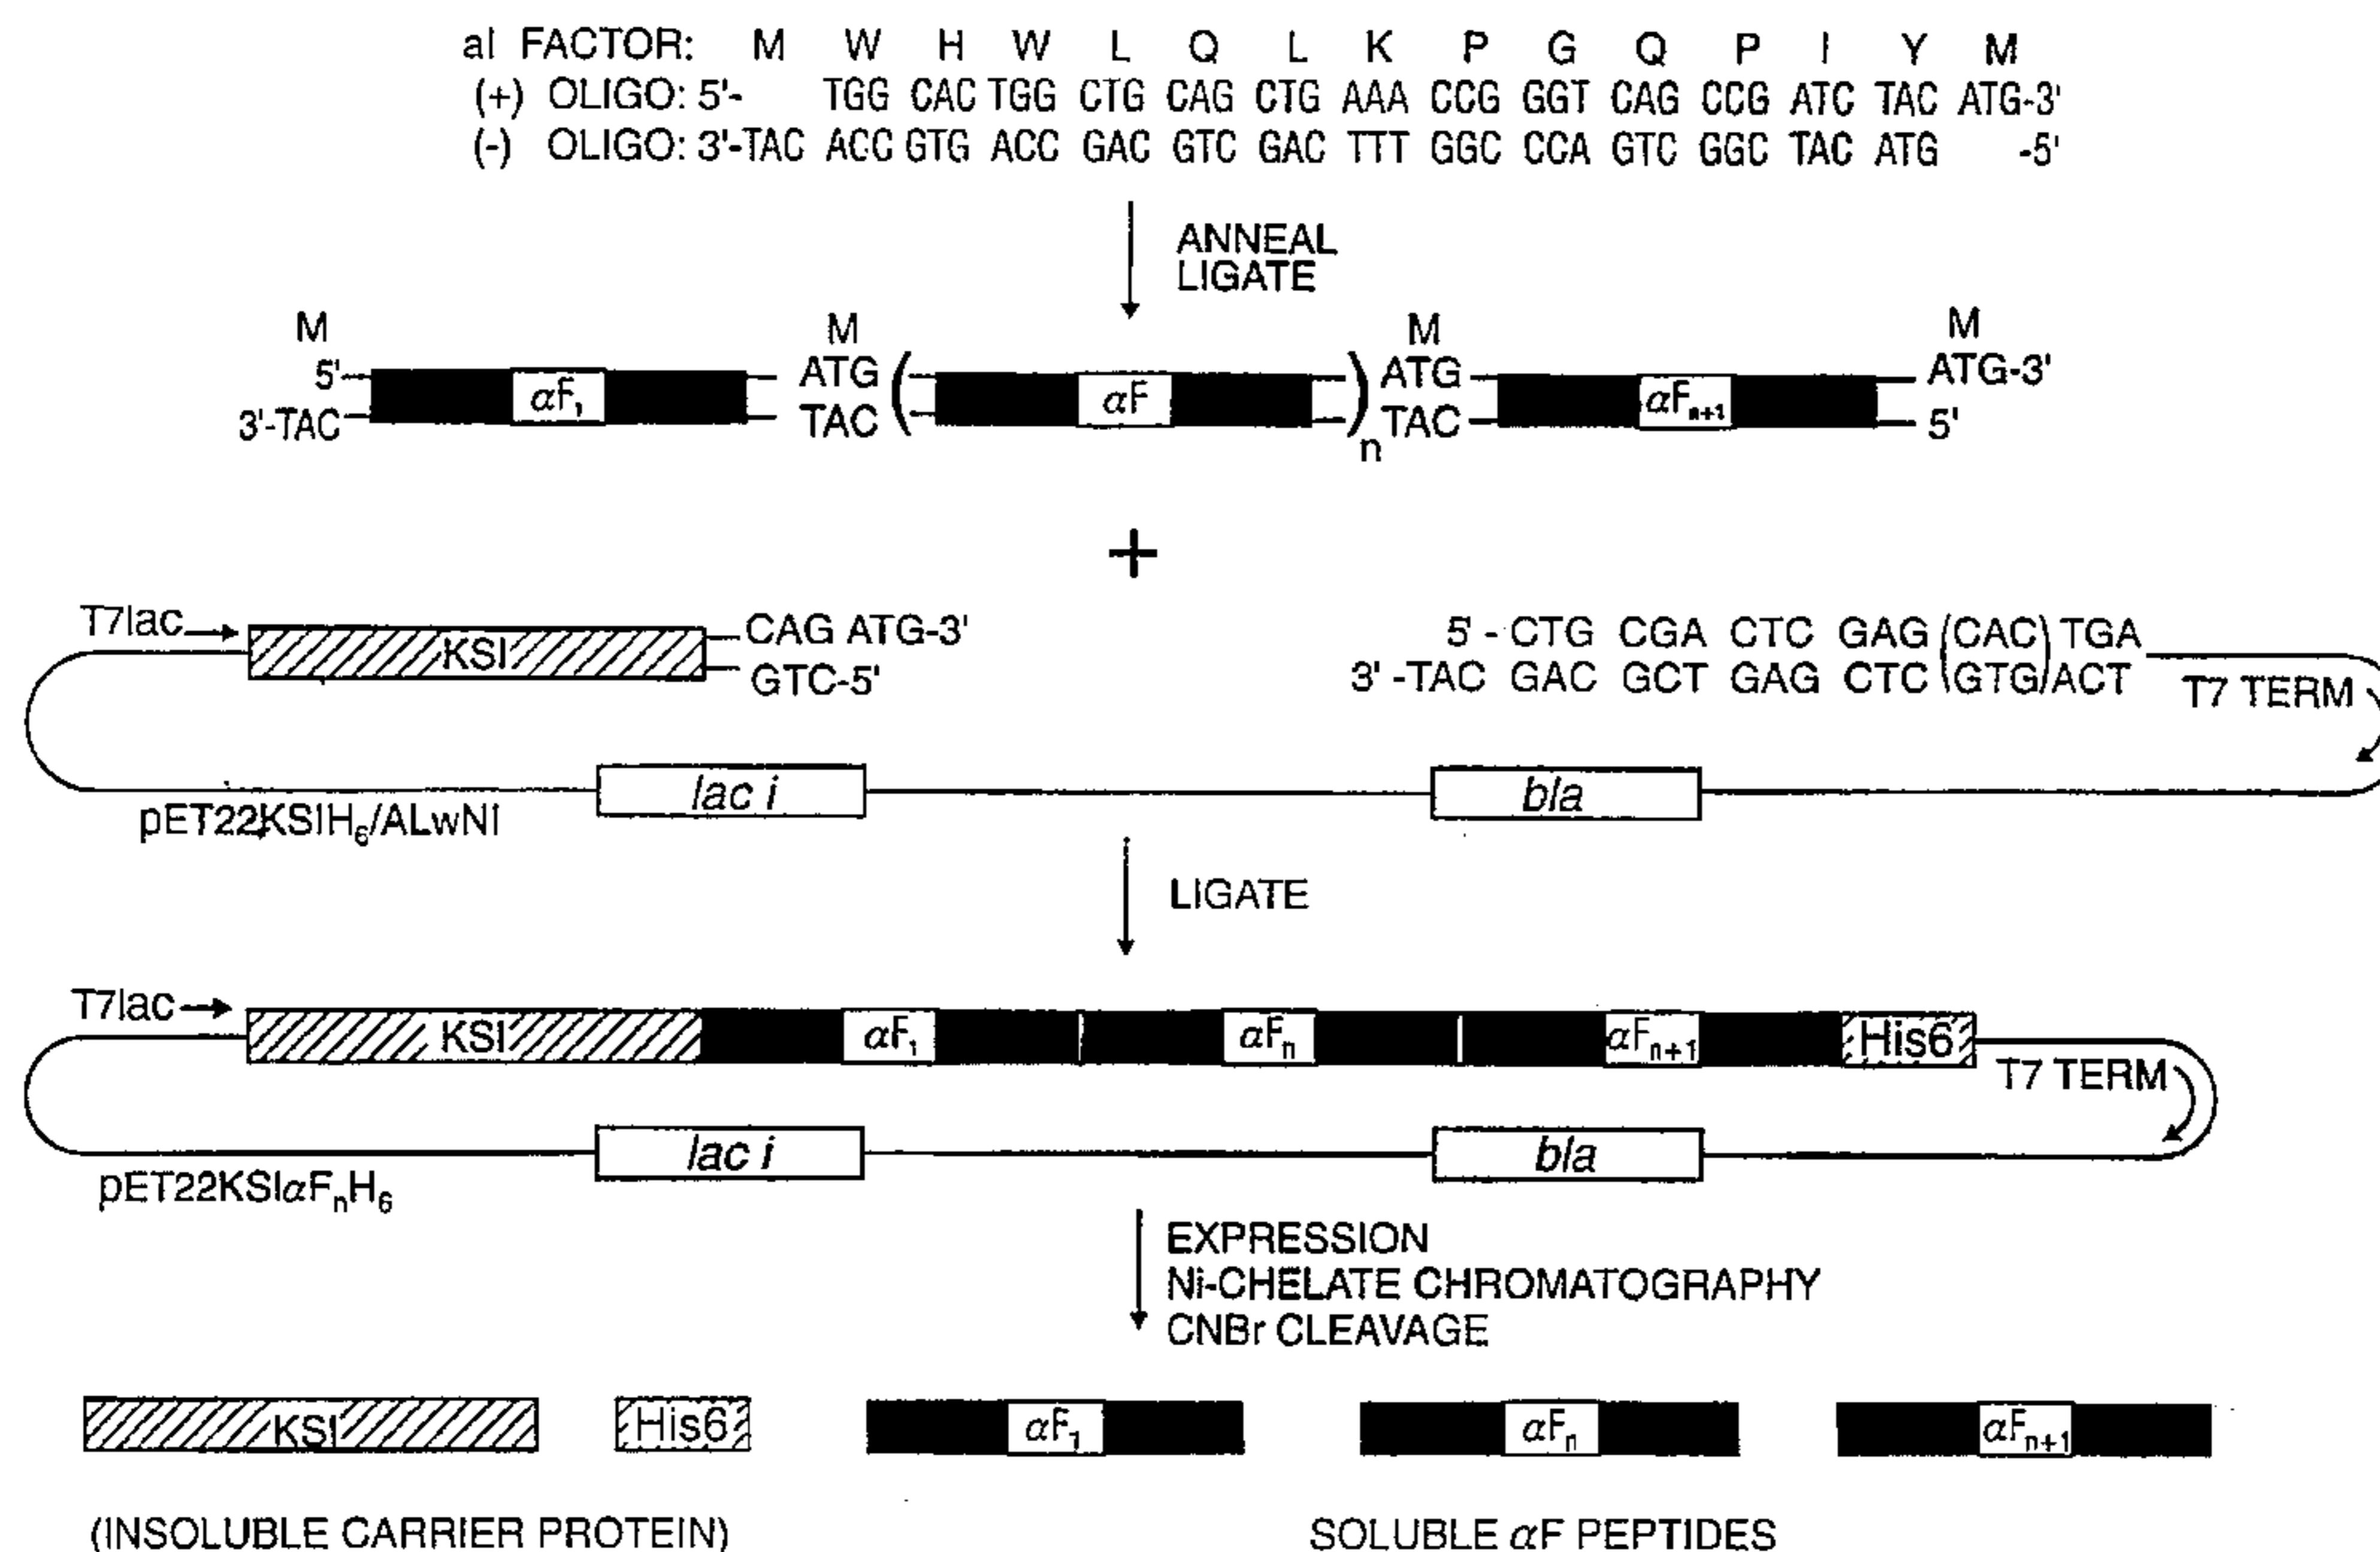 al FACTOR: M W H W L Q L K P G Q P I Y M
(+) OLIGO: 5'- TGG CAC TGG CTG CAG CTG AAA CCG GGT CAG CCG ATC TAC ATG-3'
(-) OLIGO: 3'-TAC ACC GTG ACC GAC GTC GAC TTT GGC CCA GTC GGC TAC ATG -5'
ANNEAL
LIGATE
M M M M
5' ATG ( ) ATG ATG-3'
αF₁ αF αFₙ₊₁
3'-TAC TAC n TAC 5'
+
T7lac KSI CAG ATG-3'
GTC-5'
5' - CTG CGA CTC GAG (CAC) TGA
3' -TAC GAC GCT GAG CTC (GTG) ACT
T7 TERM
lac i bla
pET22KSIH₆/ALwNI
LIGATE
T7lac KSI αF₁ αFₙ αFₙ₊₁ His6
T7 TERM
lac i bla
pET22KSIαFₙH₆
EXPRESSION
Ni-CHELATE CHROMATOGRAPHY
CNBr CLEAVAGE
KSI His6 αF₁ αFₙ αFₙ₊₁
(INSOLUBLE CARRIER PROTEIN) SOLUBLE αF PEPTIDES